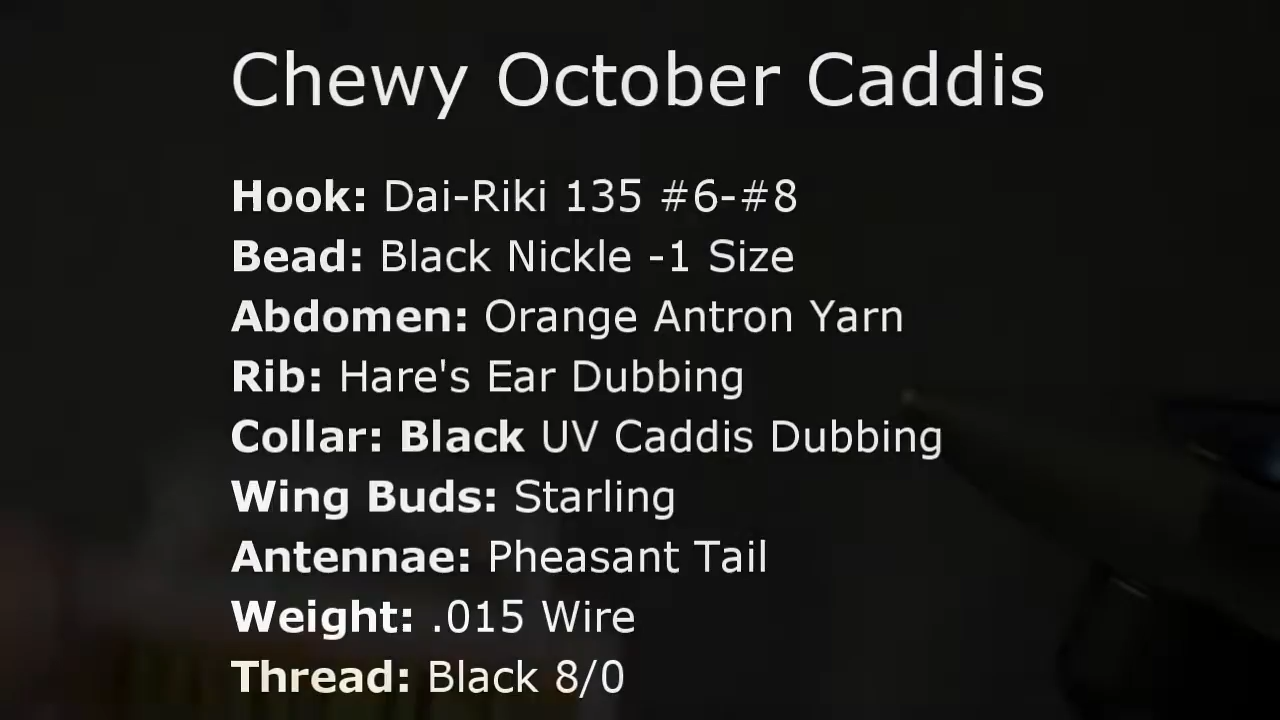 Chewy October Caddis
Hook: Dai-Riki 135 #6-#8
Bead: Black Nickle -1 Size
Abdomen: Orange Antron Yarn
Rib: Hare's Ear Dubbing
Collar: Black UV Caddis Dubbing
Wing Buds: Starling
Antennae: Pheasant Tail
Weight: .015 Wire
Thread: Black 8/0